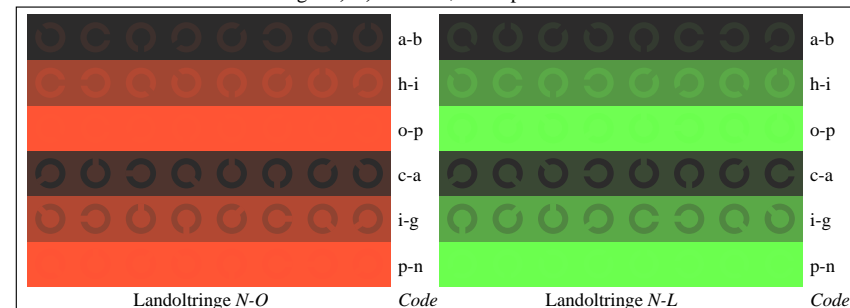 a-b a-b
h-i h-i
o-p o-p
c-a c-a
i-g i-g
p-n p-n
Landoltringe N-O Code Landoltringe N-L Code